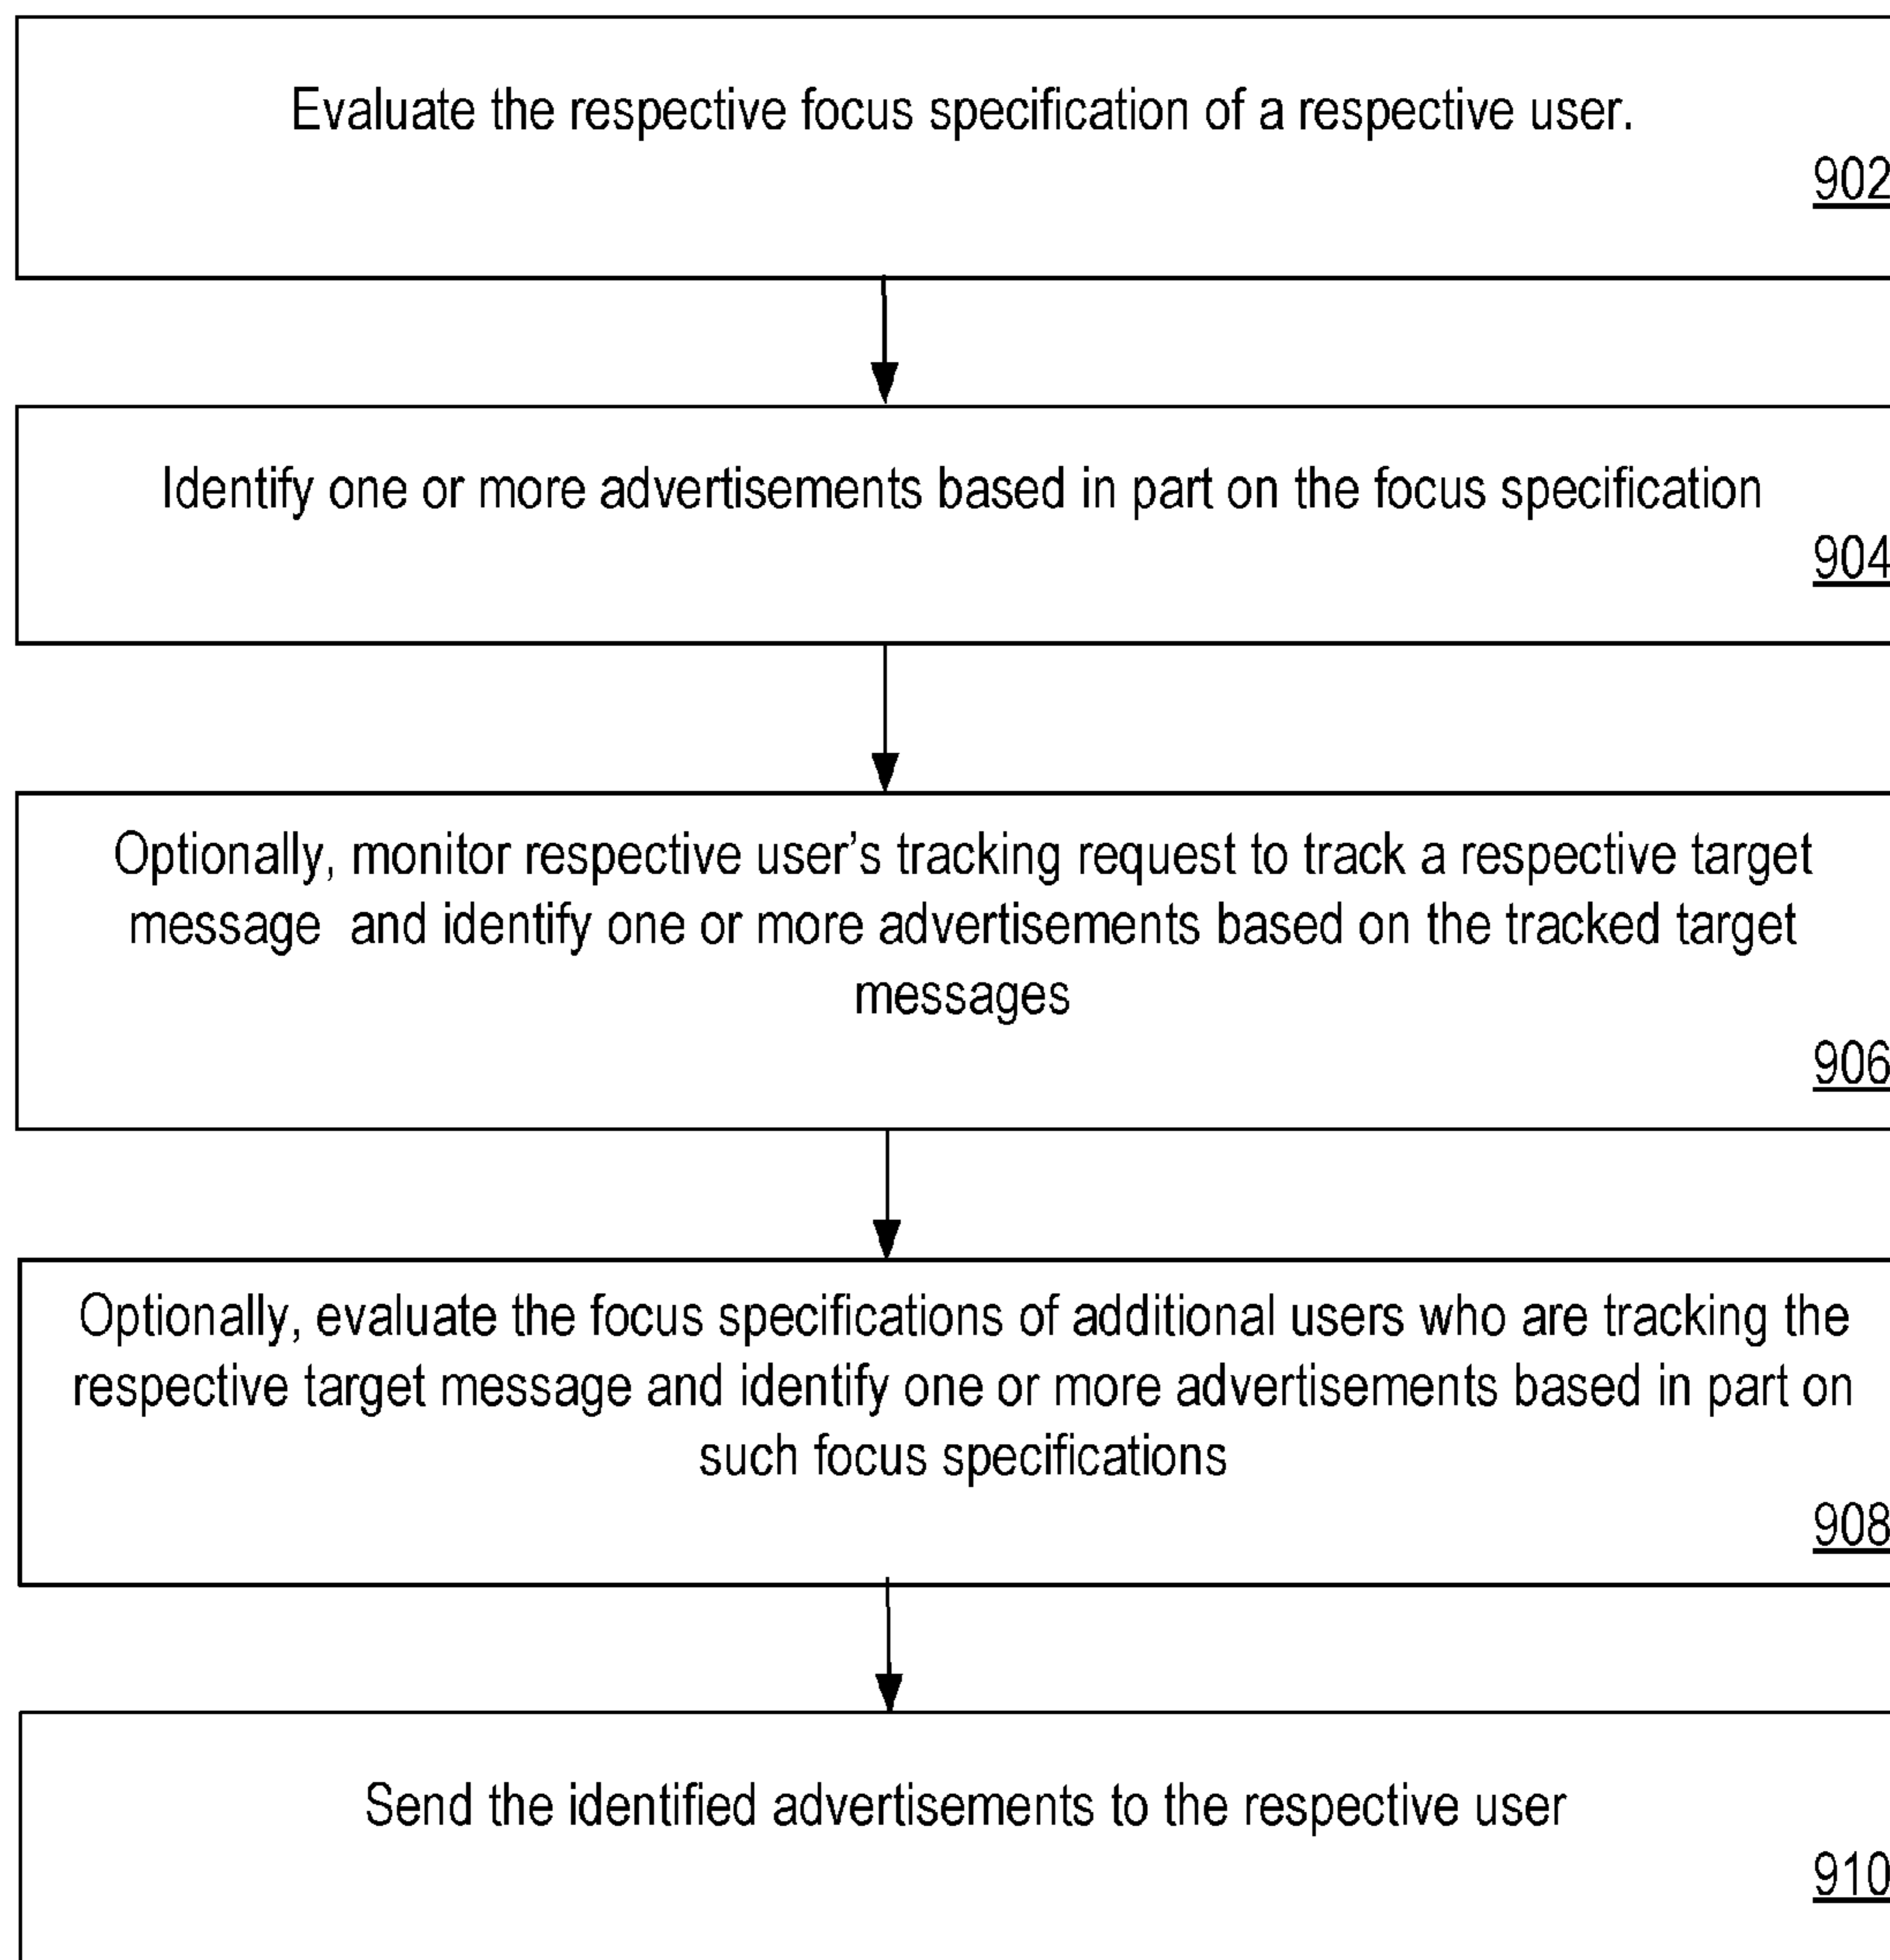 Evaluate the respective focus specification of a respective user.
902
Identify one or more advertisements based in part on the focus specification
904
Optionally, monitor respective user's tracking request to track a respective target
message and identify one or more advertisements based on the tracked target
messages
906
Optionally, evaluate the focus specifications of additional users who are tracking the
respective target message and identify one or more advertisements based in part on
such focus specifications
908
Send the identified advertisements to the respective user
910